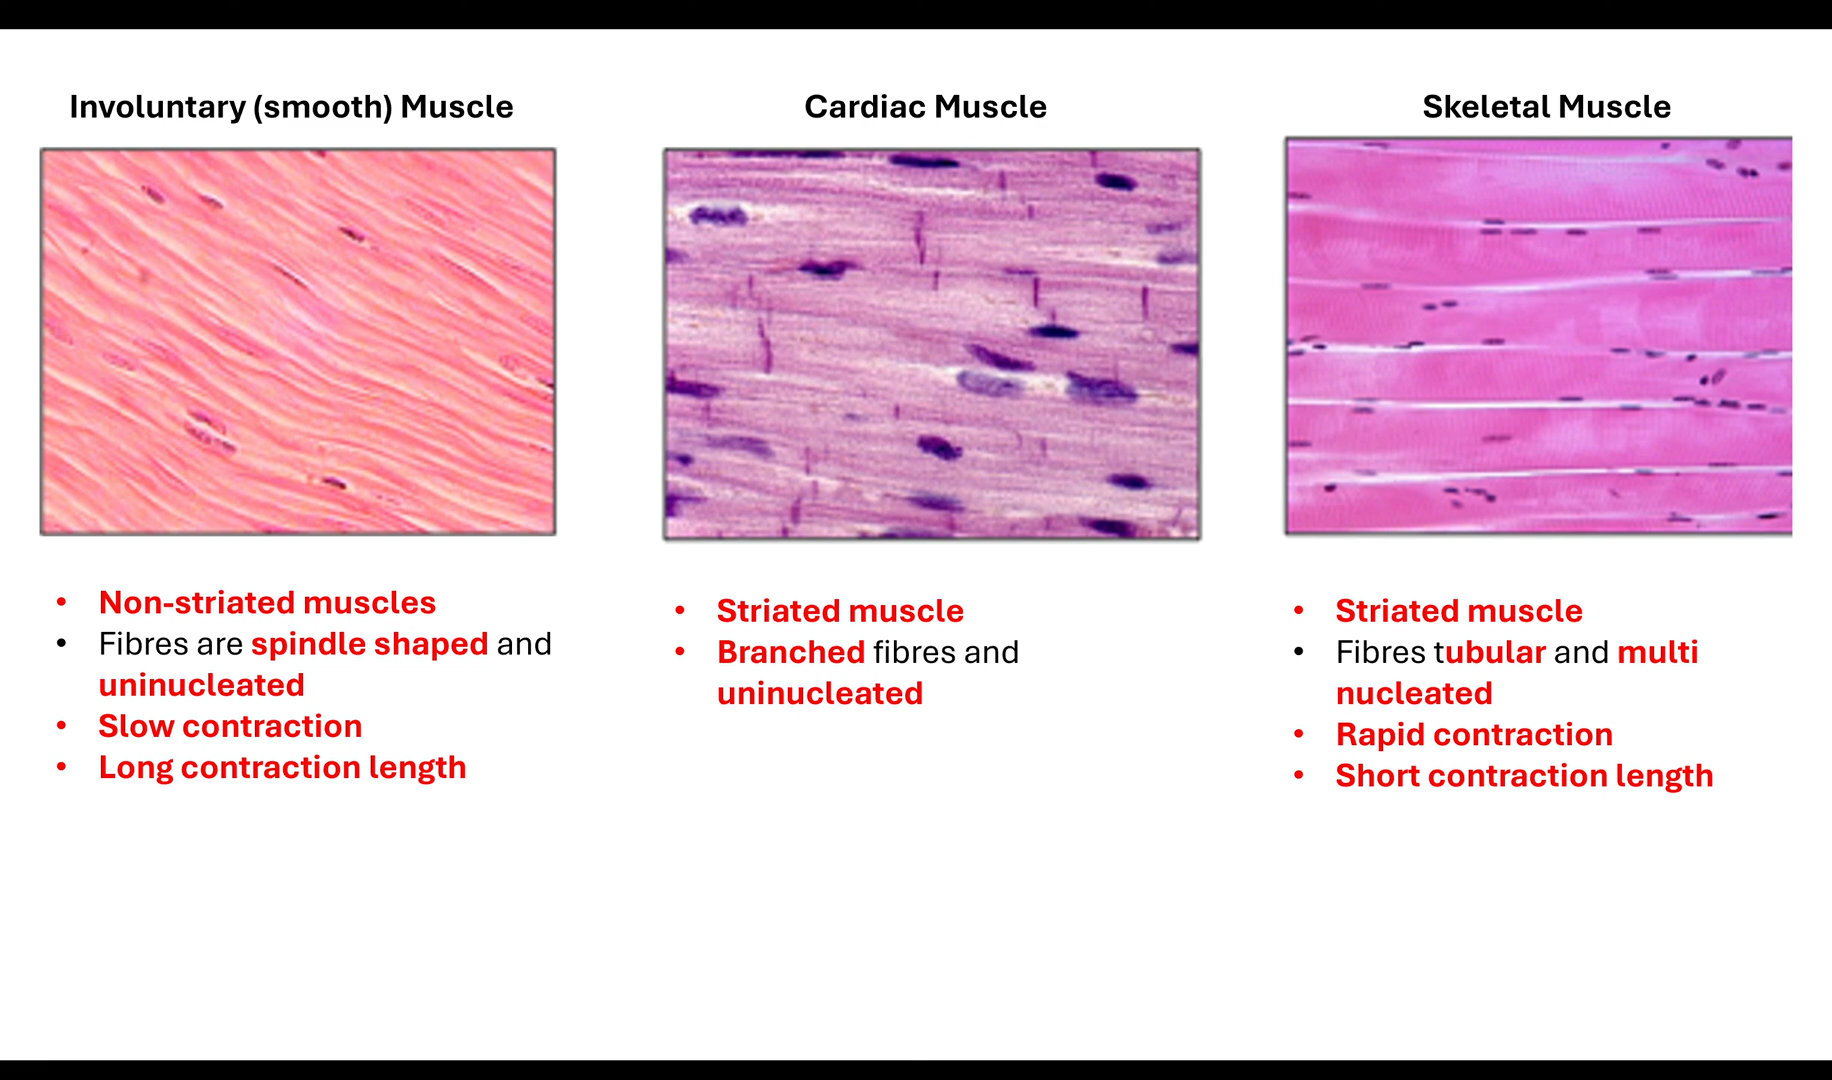 Involuntary (smooth) Muscle
• Non-striated muscles
• Fibres are spindle shaped and
uninucleated
• Slow contraction
• Long contraction length
Cardiac Muscle
• Striated muscle
• Branched fibres and
uninucleated
Skeletal Muscle
• Striated muscle
• Fibres tubular and multi
nucleated
• Rapid contraction
• Short contraction length